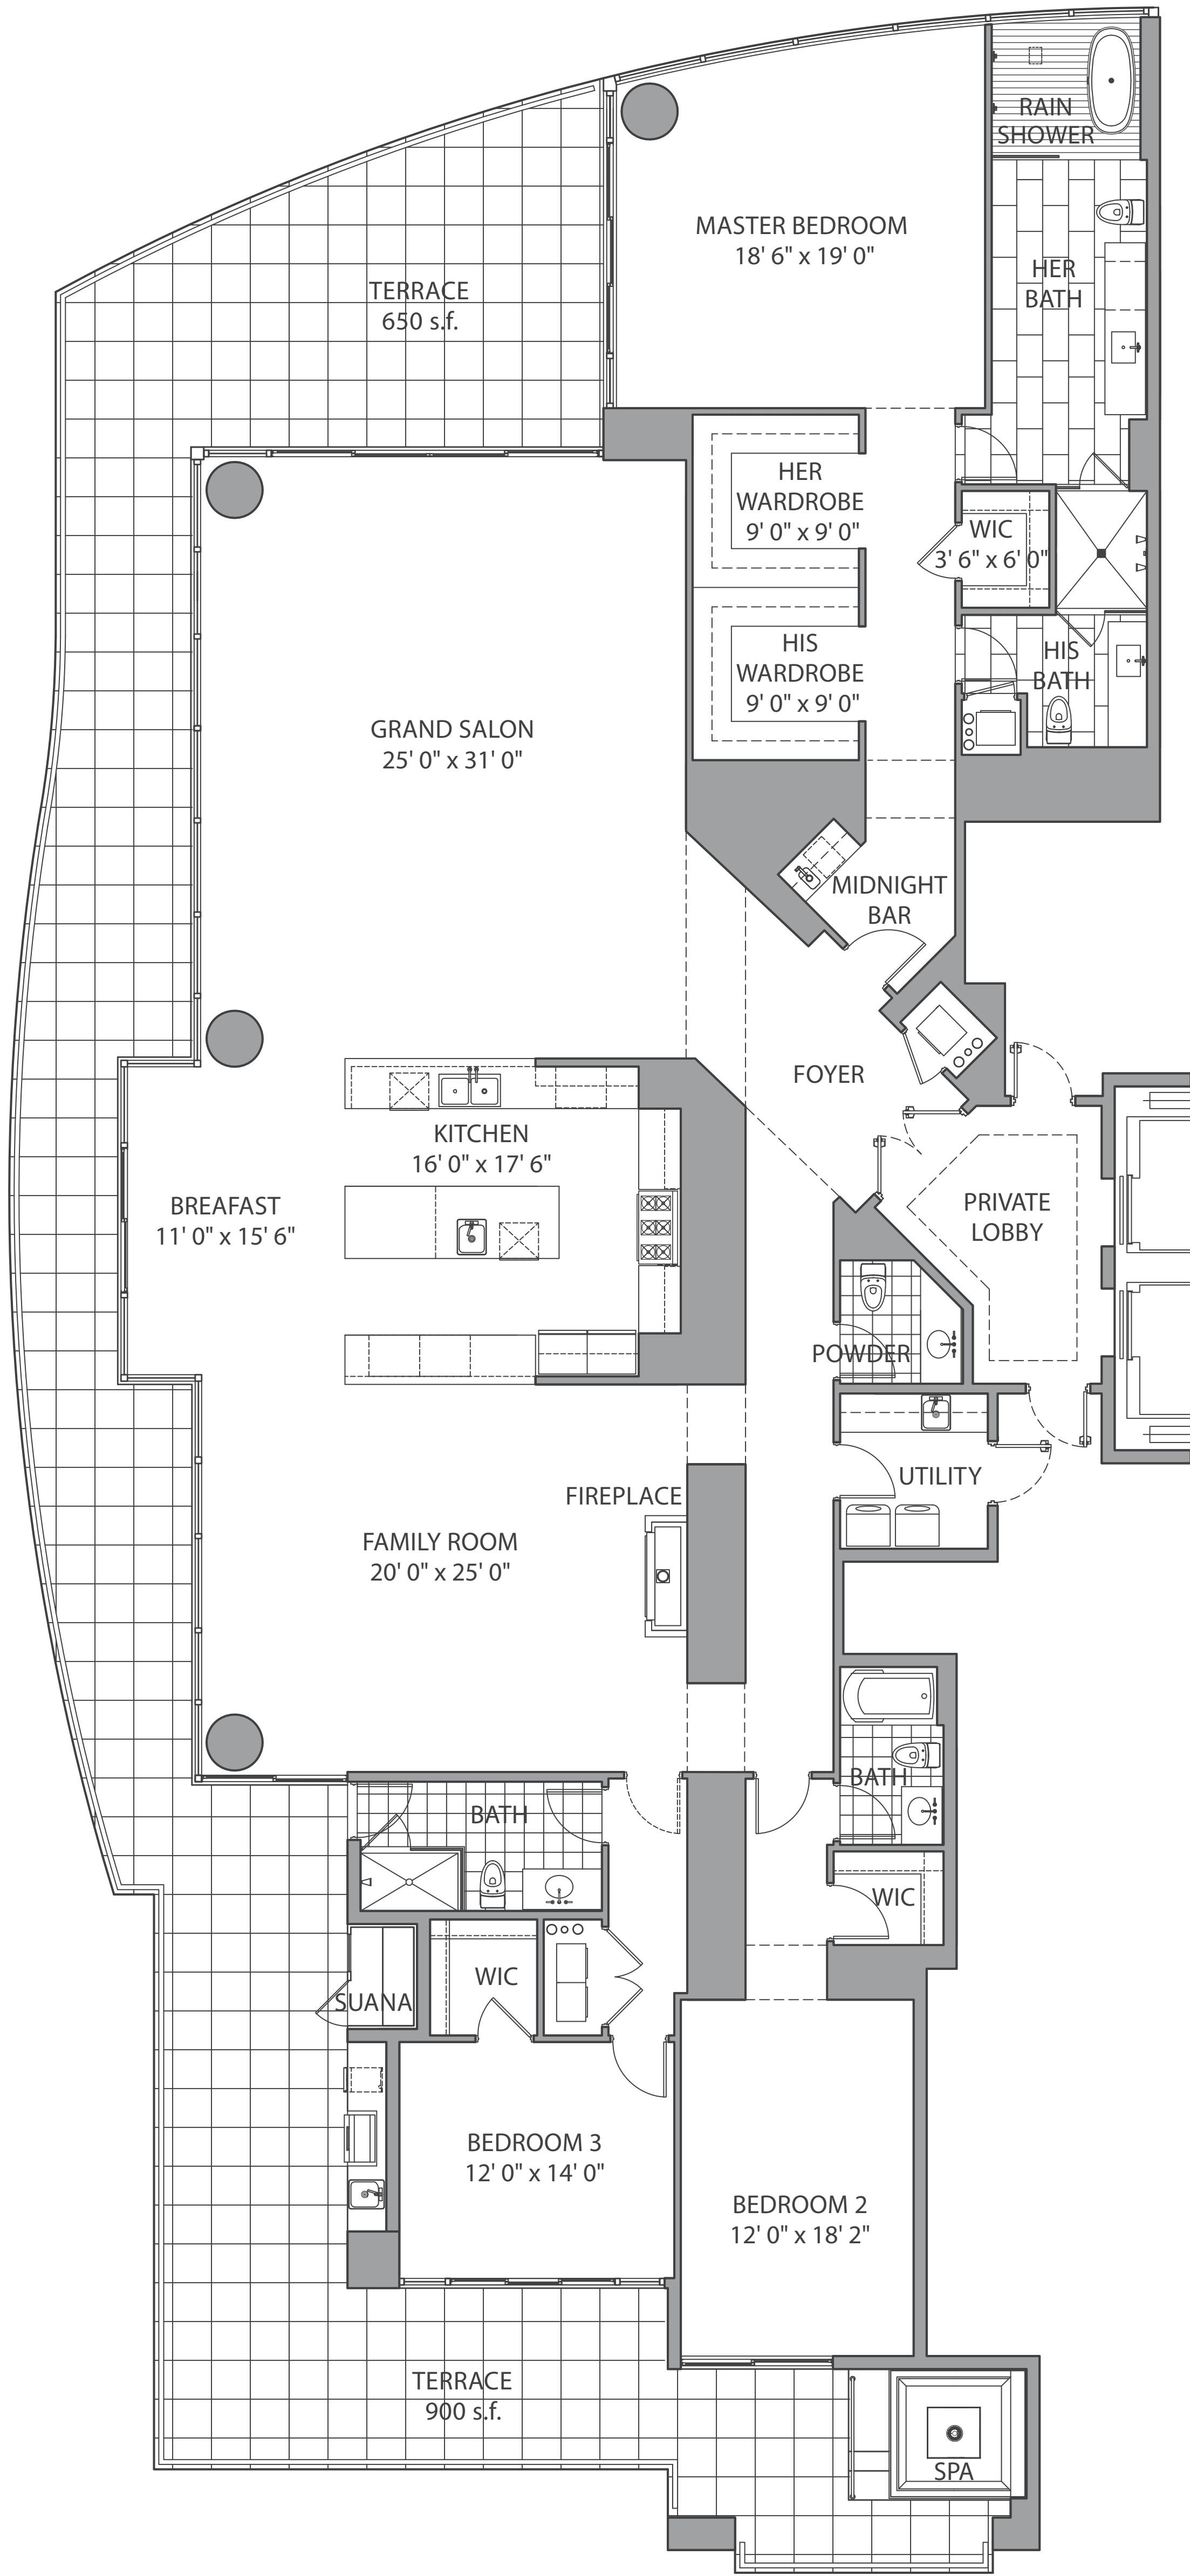 RAIN
SHOWER
MASTER BEDROOM
18' 6" x 19' 0"
HER
BATH
TERRACE
650 s.f.
HER
WARDROBE
9' 0" x 9' 0"
WIC
3' 6" x 6' 0"
HIS
WARDROBE
9' 0" x 9' 0"
HIS
BATH
GRAND SALON
25' 0" x 31' 0"
MIDNIGHT
BAR
FOYER
KITCHEN
16' 0" x 17' 6"
BREAFAST
11' 0" x 15' 6"
PRIVATE
LOBBY
POWDER
UTILITY
FIREPLACE
FAMILY ROOM
20' 0" x 25' 0"
BATH
BATH
WIC
WIC
SUANA
BEDROOM 3
12' 0" x 14' 0"
BEDROOM 2
12' 0" x 18' 2"
TERRACE
900 s.f.
SPA